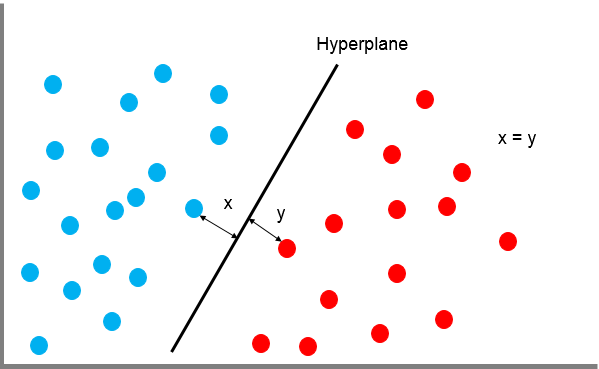 Hyperplane
x = y
x
y